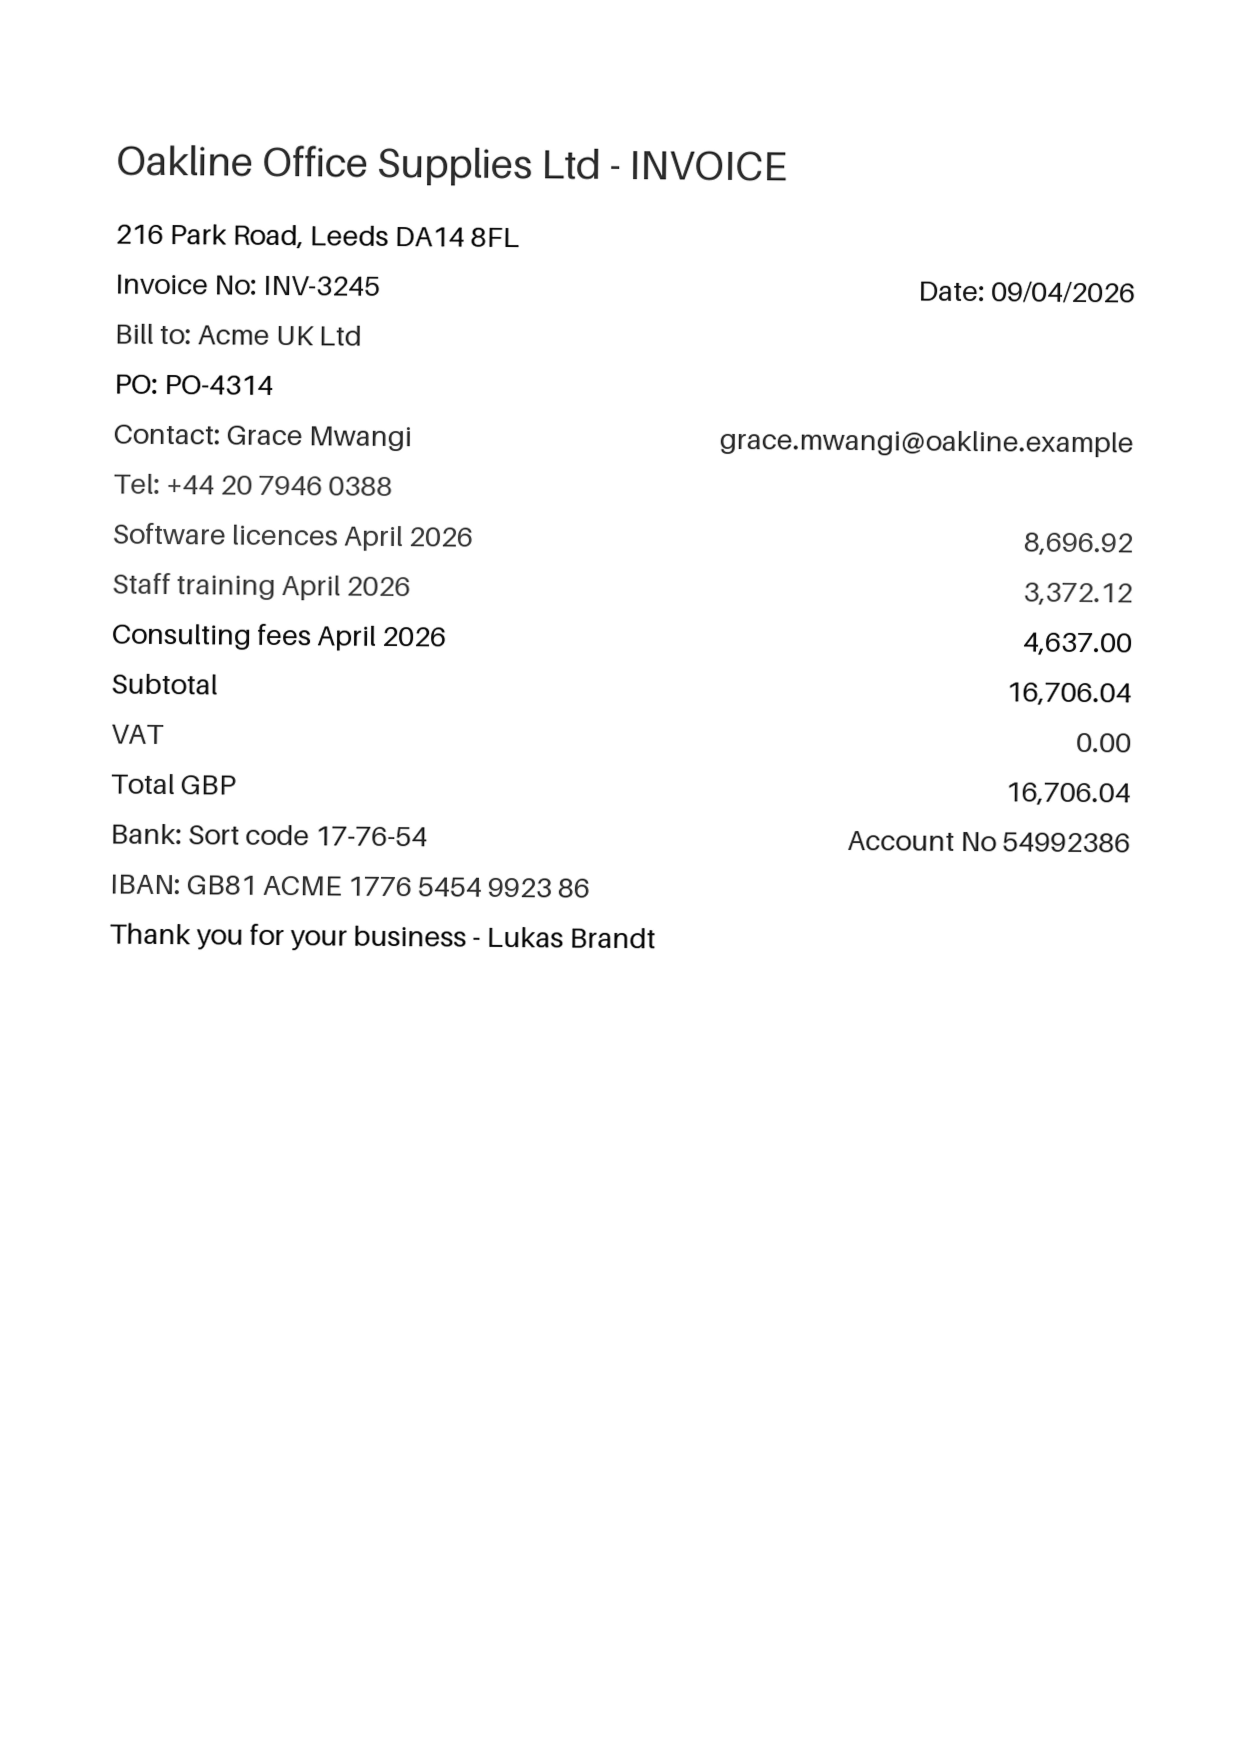 Oakline Office Supplies Ltd - INVOICE
216 Park Road, Leeds DA14 8FL
Invoice No: INV-3245 Date: 09/04/2026
Bill to: Acme UK Ltd
PO: PO-4314
Contact: Grace Mwangi grace.mwangi@oakline.example
Tel: +44 20 7946 0388
Software licences April 2026 8,696.92
Staff training April 2026 3,372.12
Consulting fees April 2026 4,637.00
Subtotal 16,706.04
VAT 0.00
Total GBP 16,706.04
Bank: Sort code 17-76-54 Account No 54992386
IBAN: GB81 ACME 1776 5454 9923 86
Thank you for your business - Lukas Brandt